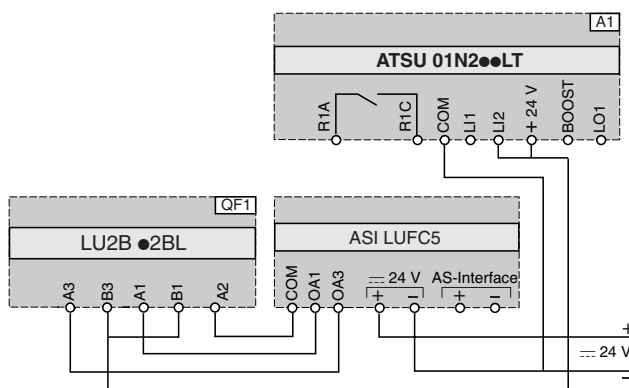 A1
ATSU 01N2●●LT
R1A R1C COM LI1 LI2 + 24 V BOOST LO1
QF1
LU2B ●2BL
ASI LUFC5
A3 B3 A1 B1 A2
COM OA1 OA3
24 V AS-Interface
+ – + –
+
24 V
–